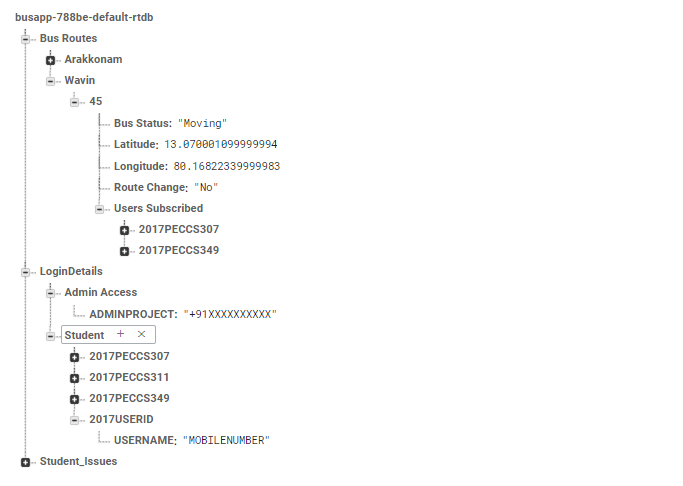 busapp-788be-default-rtdb
Bus Routes
Arakkonam
Wavin
45
Bus Status: "Moving"
Latitude: 13.070001099999994
Longitude: 80.16822339999983
Route Change: "No"
Users Subscribed
2017PECCS307
2017PECCS349
LoginDetails
Admin Access
ADMINPROJECT: "+91XXXXXXXXXX"
Student + ×
2017PECCS307
2017PECCS311
2017PECCS349
2017USERID
USERNAME: "MOBILENUMBER"
Student_Issues